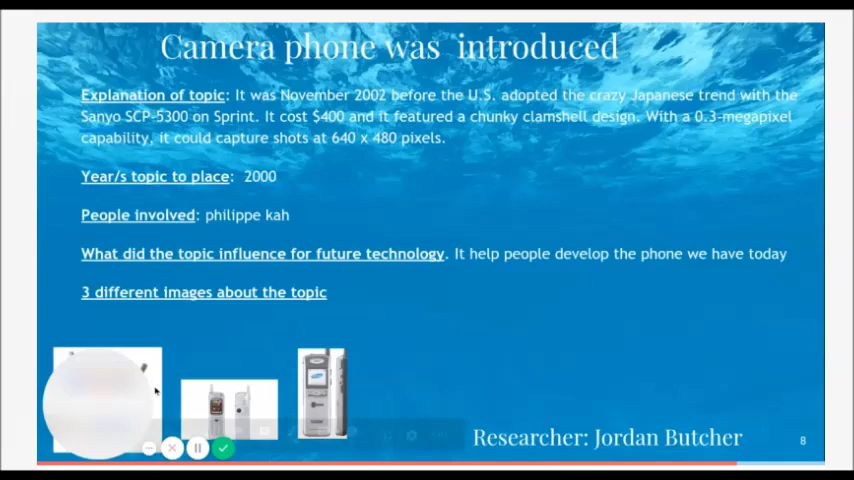 Camera phone was introduced
Explanation of topic: It was November 2002 before the U.S. adopted the crazy Japanese trend with the
Sanyo SCP-5300 on Sprint. It cost $400 and it featured a chunky clamshell design. With a 0.3-megapixel
capability, it could capture shots at 640 x 480 pixels.
Year/s topic to place: 2000
People involved: philippe kah
What did the topic influence for future technology. It help people develop the phone we have today
3 different images about the topic
Researcher: Jordan Butcher
8